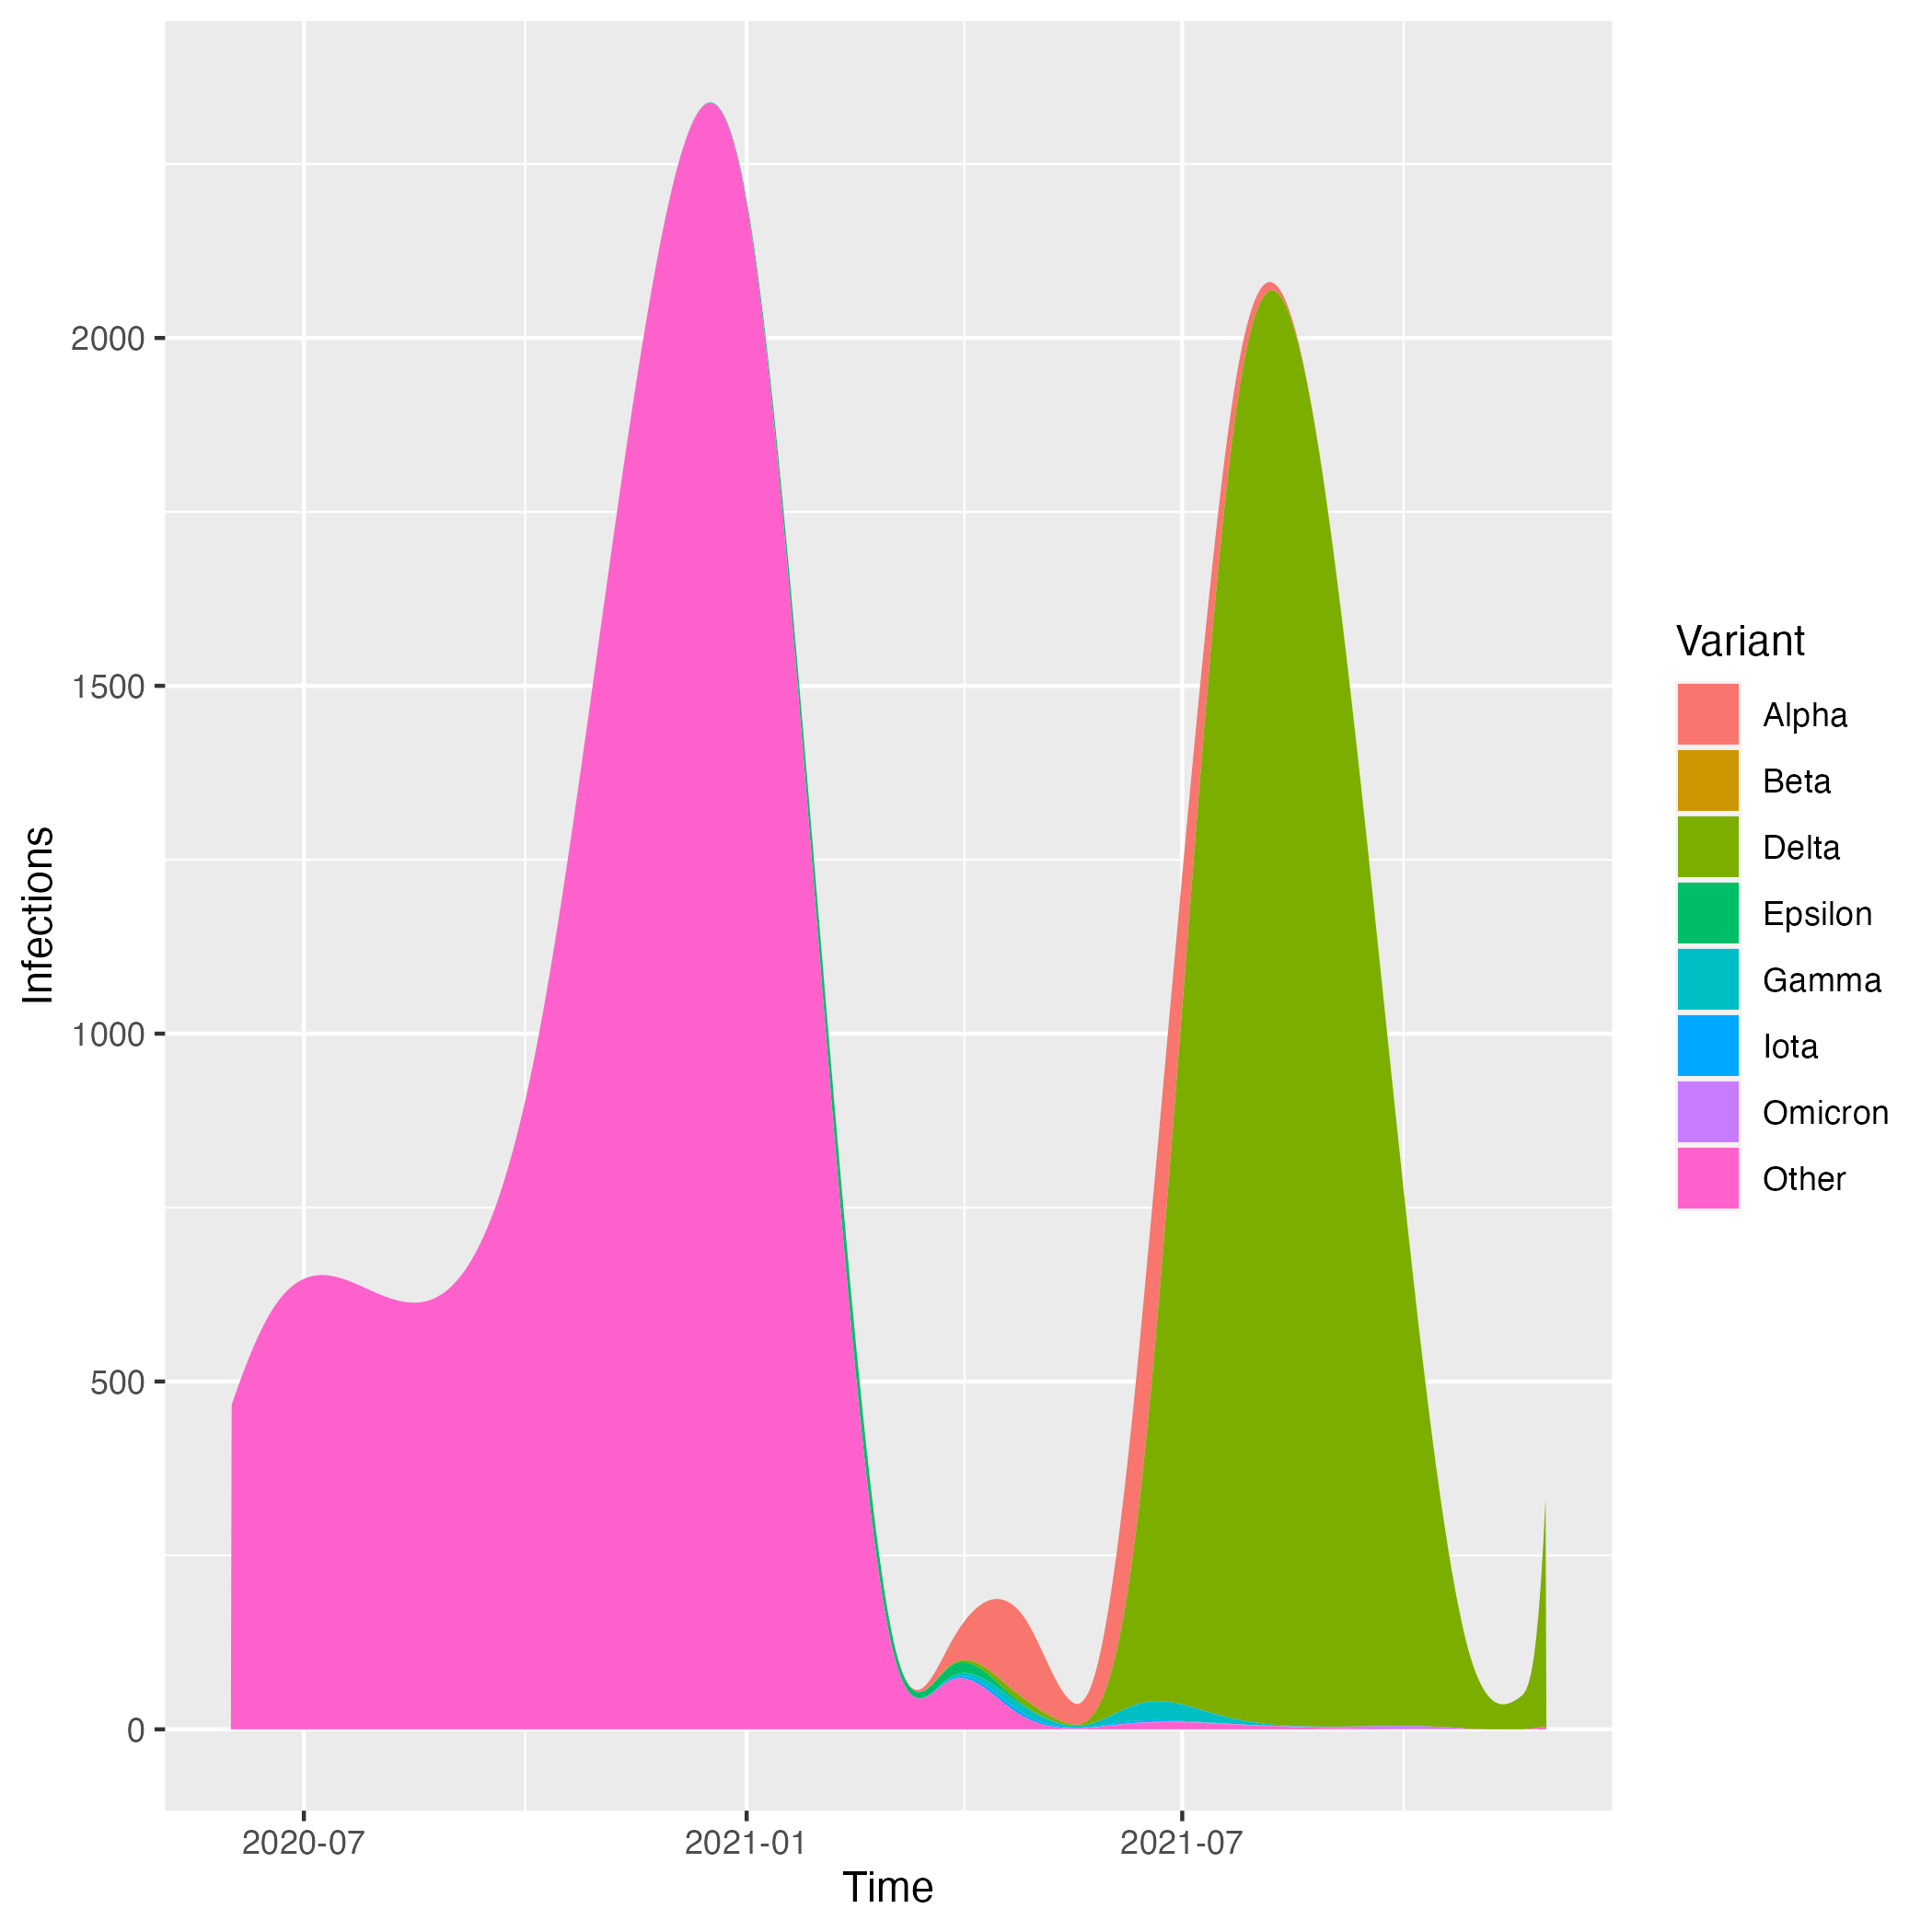 Infections
2000
1500
1000
500
0
2020-07
2021-01
2021-07
Time
Variant
Alpha
Beta
Delta
Epsilon
Gamma
Iota
Omicron
Other